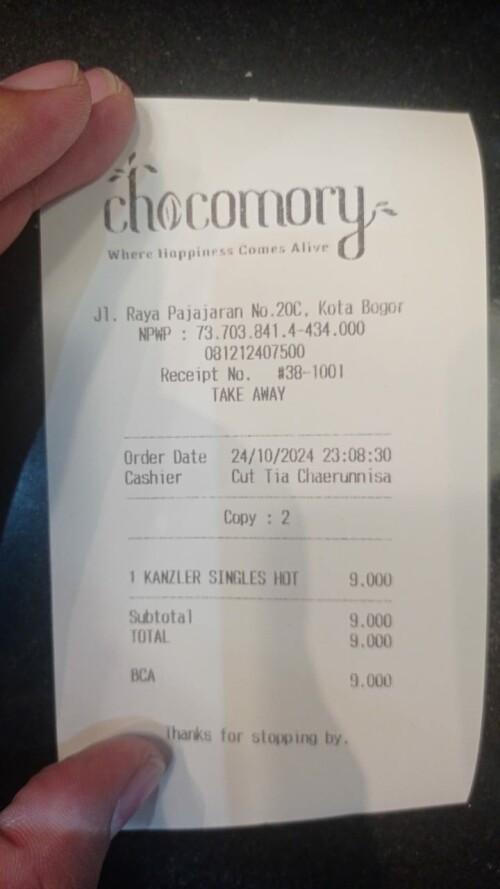 chocomory
Where Happiness Comes Alive
Jl. Raya Pajajaran No.20C, Kota Bogor
NPWP : 73.703.841.4-434.000
081212407500
Receipt No. #38-1001
TAKE AWAY
Order Date 24/10/2024 23:08:30
Cashier Cut Tia Chaerunnisa
Copy : 2
1 KANZLER SINGLES HOT 9.000
Subtotal 9.000
TOTAL 9.000
BCA 9.000
Thanks for stopping by.